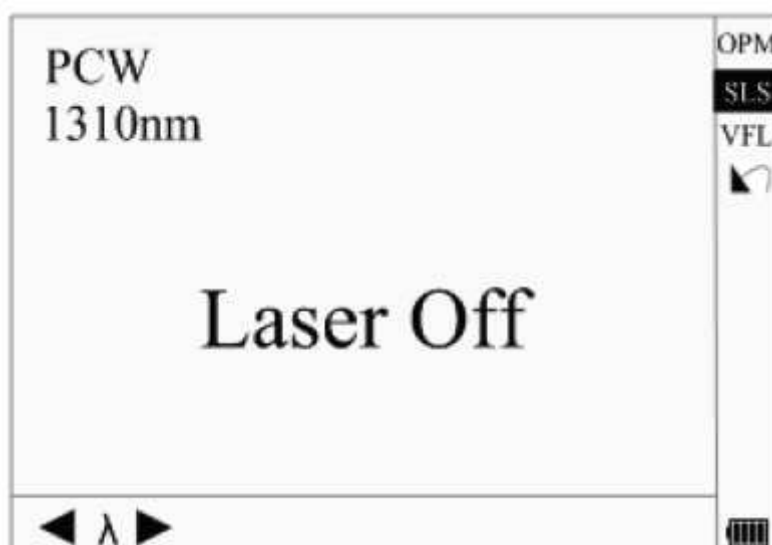 PCW
1310nm
Laser Off
λ
OPM
SLS
VFL